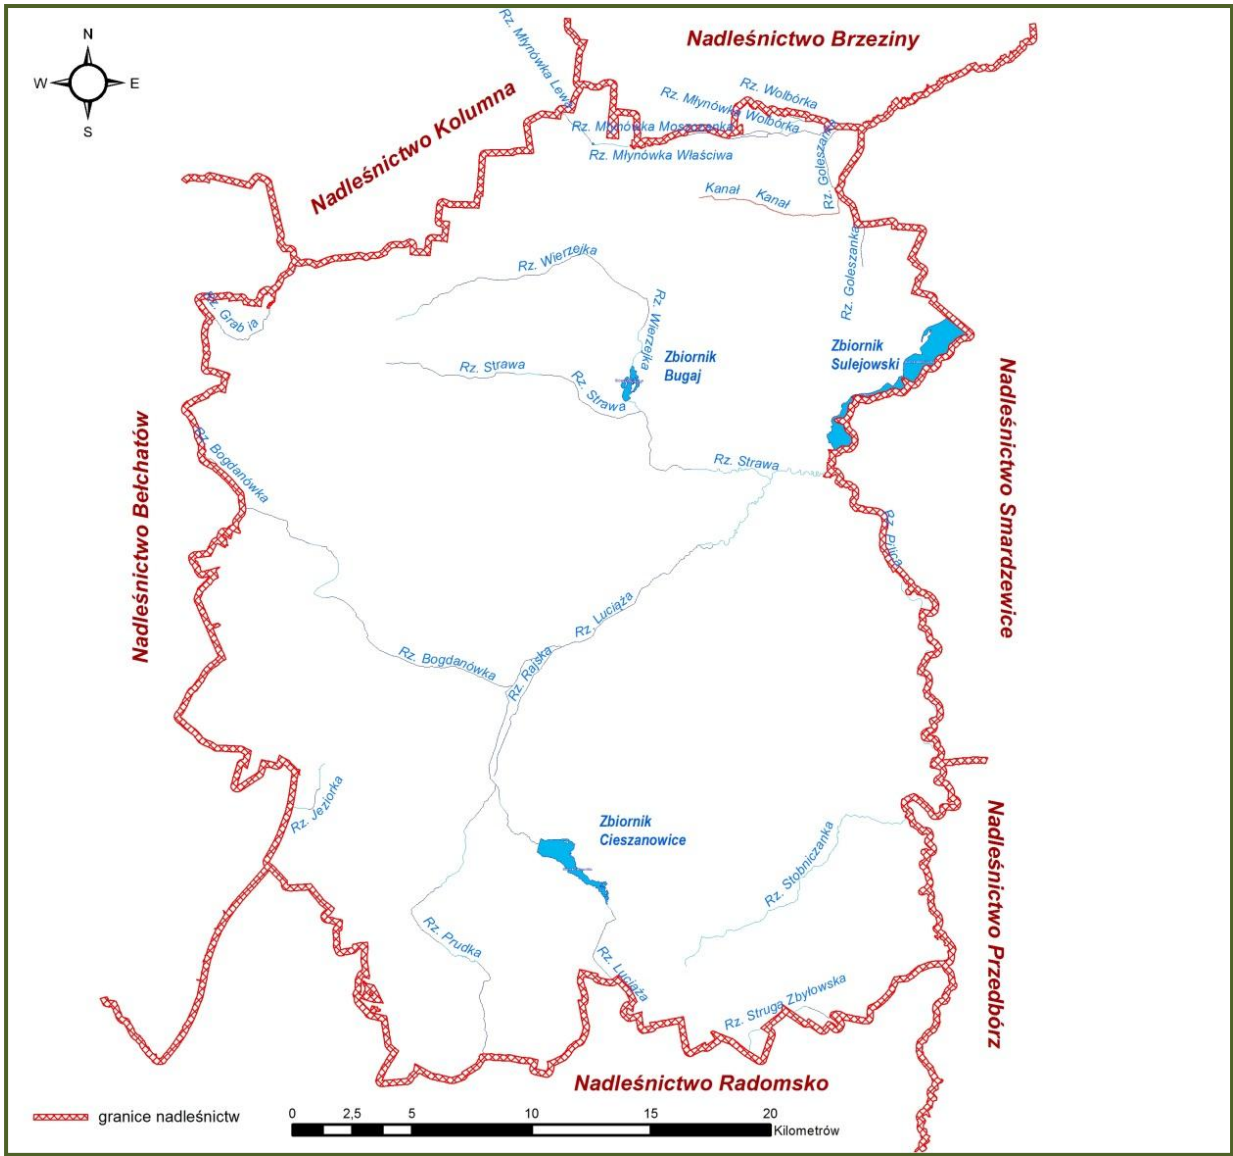 N
W
E
S
Nadleśnictwo Brzeziny
Nadleśnictwo Kolumna
Rz. Młynówka Lewa
Rz. Wolbórka
Rz. Młynówka Wolbórka
Rz. Młynówka Moszczanka
Rz. Młynówka Właściwa
Rz. Goleszanka
Kanał
Kanał
Rz. Goleszanka
Rz. Wierzejka
Rz. Wierzejka
Rz. Grabia
Zbiornik
Bugaj
Zbiornik
Sulejowski
Rz. Strawa
Rz. Strawa
Rz. Strawa
Rz. Bogdanówka
Nadleśnictwo Bełchatów
Nadleśnictwo Smardzewice
Rz. Pilica
Rz. Luciąża
Rz. Bogdanówka
Rz. Rajska
Rz. Jeziorka
Zbiornik
Cieszanowice
Rz. Stobniczanka
Nadleśnictwo Przedbórz
Rz. Prudka
Rz. Luciąża
Rz. Struga Zbyłowska
Nadleśnictwo Radomsko
granice nadleśnictw
0 2,5 5 10 15 20
Kilometrów